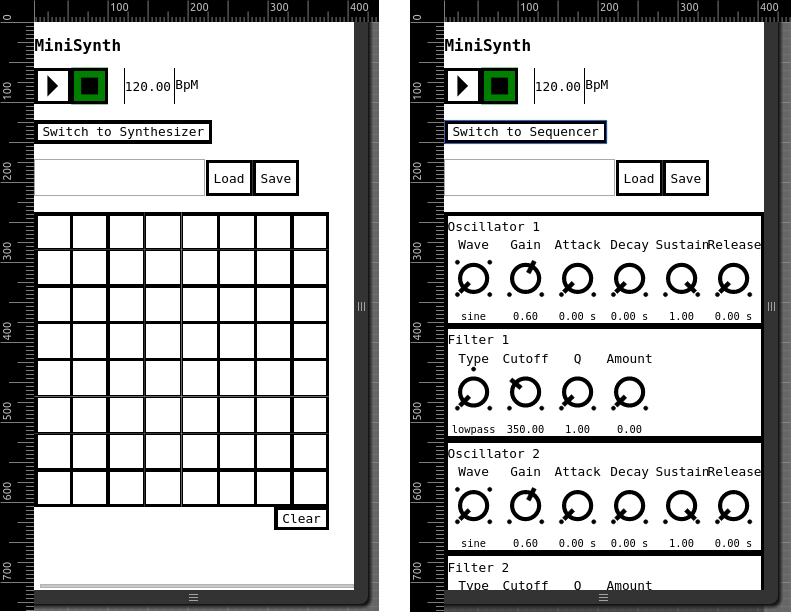 100 200 300 400
0
MiniSynth
120.00 BpM
100
Switch to Synthesizer
Load Save
200
300
400
500
600
Clear
700
100 200 300 400
0
MiniSynth
120.00 BpM
100
Switch to Sequencer
Load Save
200
Oscillator 1
Wave Gain Attack Decay Sustain Release
300
sine 0.60 0.00 s 0.00 s 1.00 0.00 s
Filter 1
400
Type Cutoff Q Amount
lowpass 350.00 1.00 0.00
500
Oscillator 2
Wave Gain Attack Decay Sustain Release
600
sine 0.60 0.00 s 0.00 s 1.00 0.00 s
Filter 2
700
Type Cutoff Q Amount